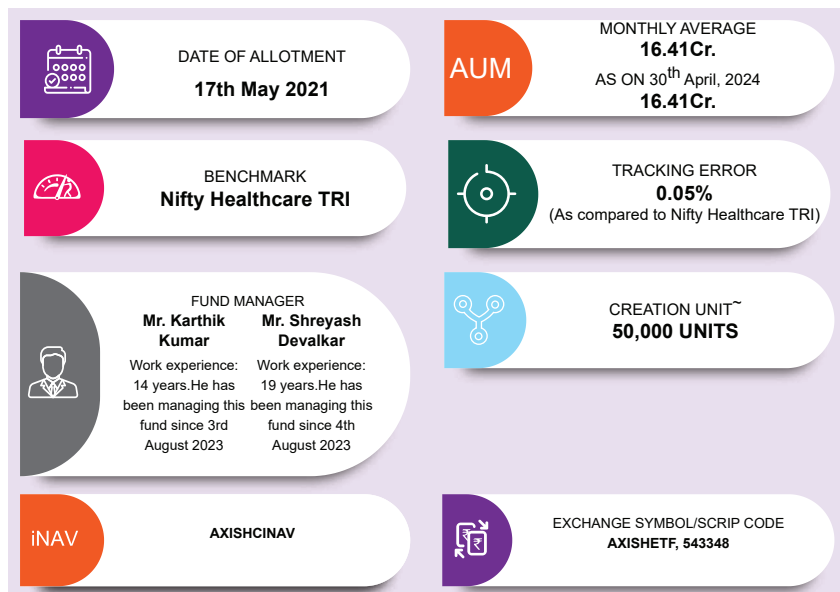 DATE OF ALLOTMENT
17th May 2021
AUM
MONTHLY AVERAGE
16.41Cr.
AS ON 30th April, 2024
16.41Cr.
BENCHMARK
Nifty Healthcare TRI
TRACKING ERROR
0.05%
(As compared to Nifty Healthcare TRI)
FUND MANAGER
Mr. Karthik
Kumar
Work experience:
14 years.He has
been managing this
fund since 3rd
August 2023
Mr. Shreyash
Devalkar
Work experience:
19 years.He has
been managing this
fund since 4th
August 2023
CREATION UNIT~
50,000 UNITS
iNAV
AXISHCINAV
₹
₹
EXCHANGE SYMBOL/SCRIP CODE
AXISHETF, 543348